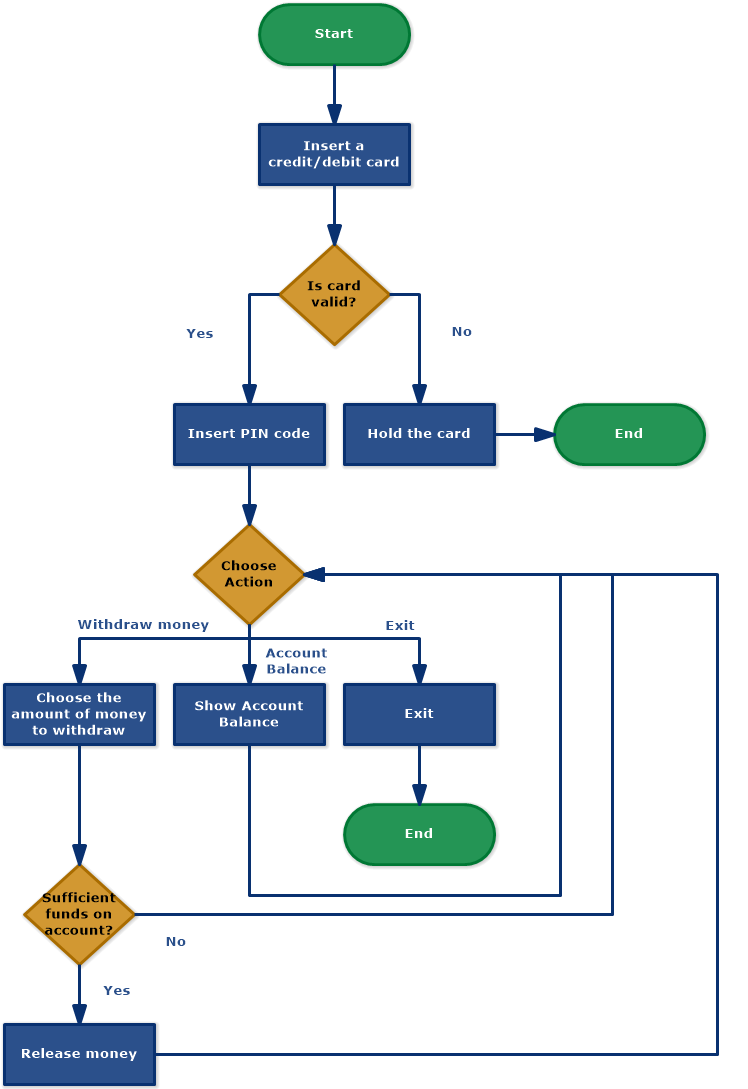 Start
Insert a
credit/debit card
Is card
valid?
Yes
No
Insert PIN code
Hold the card
End
Choose
Action
Withdraw money
Account
Balance
Exit
Choose the
amount of money
to withdraw
Show Account
Balance
Exit
End
Sufficient
funds on
account?
No
Yes
Release money